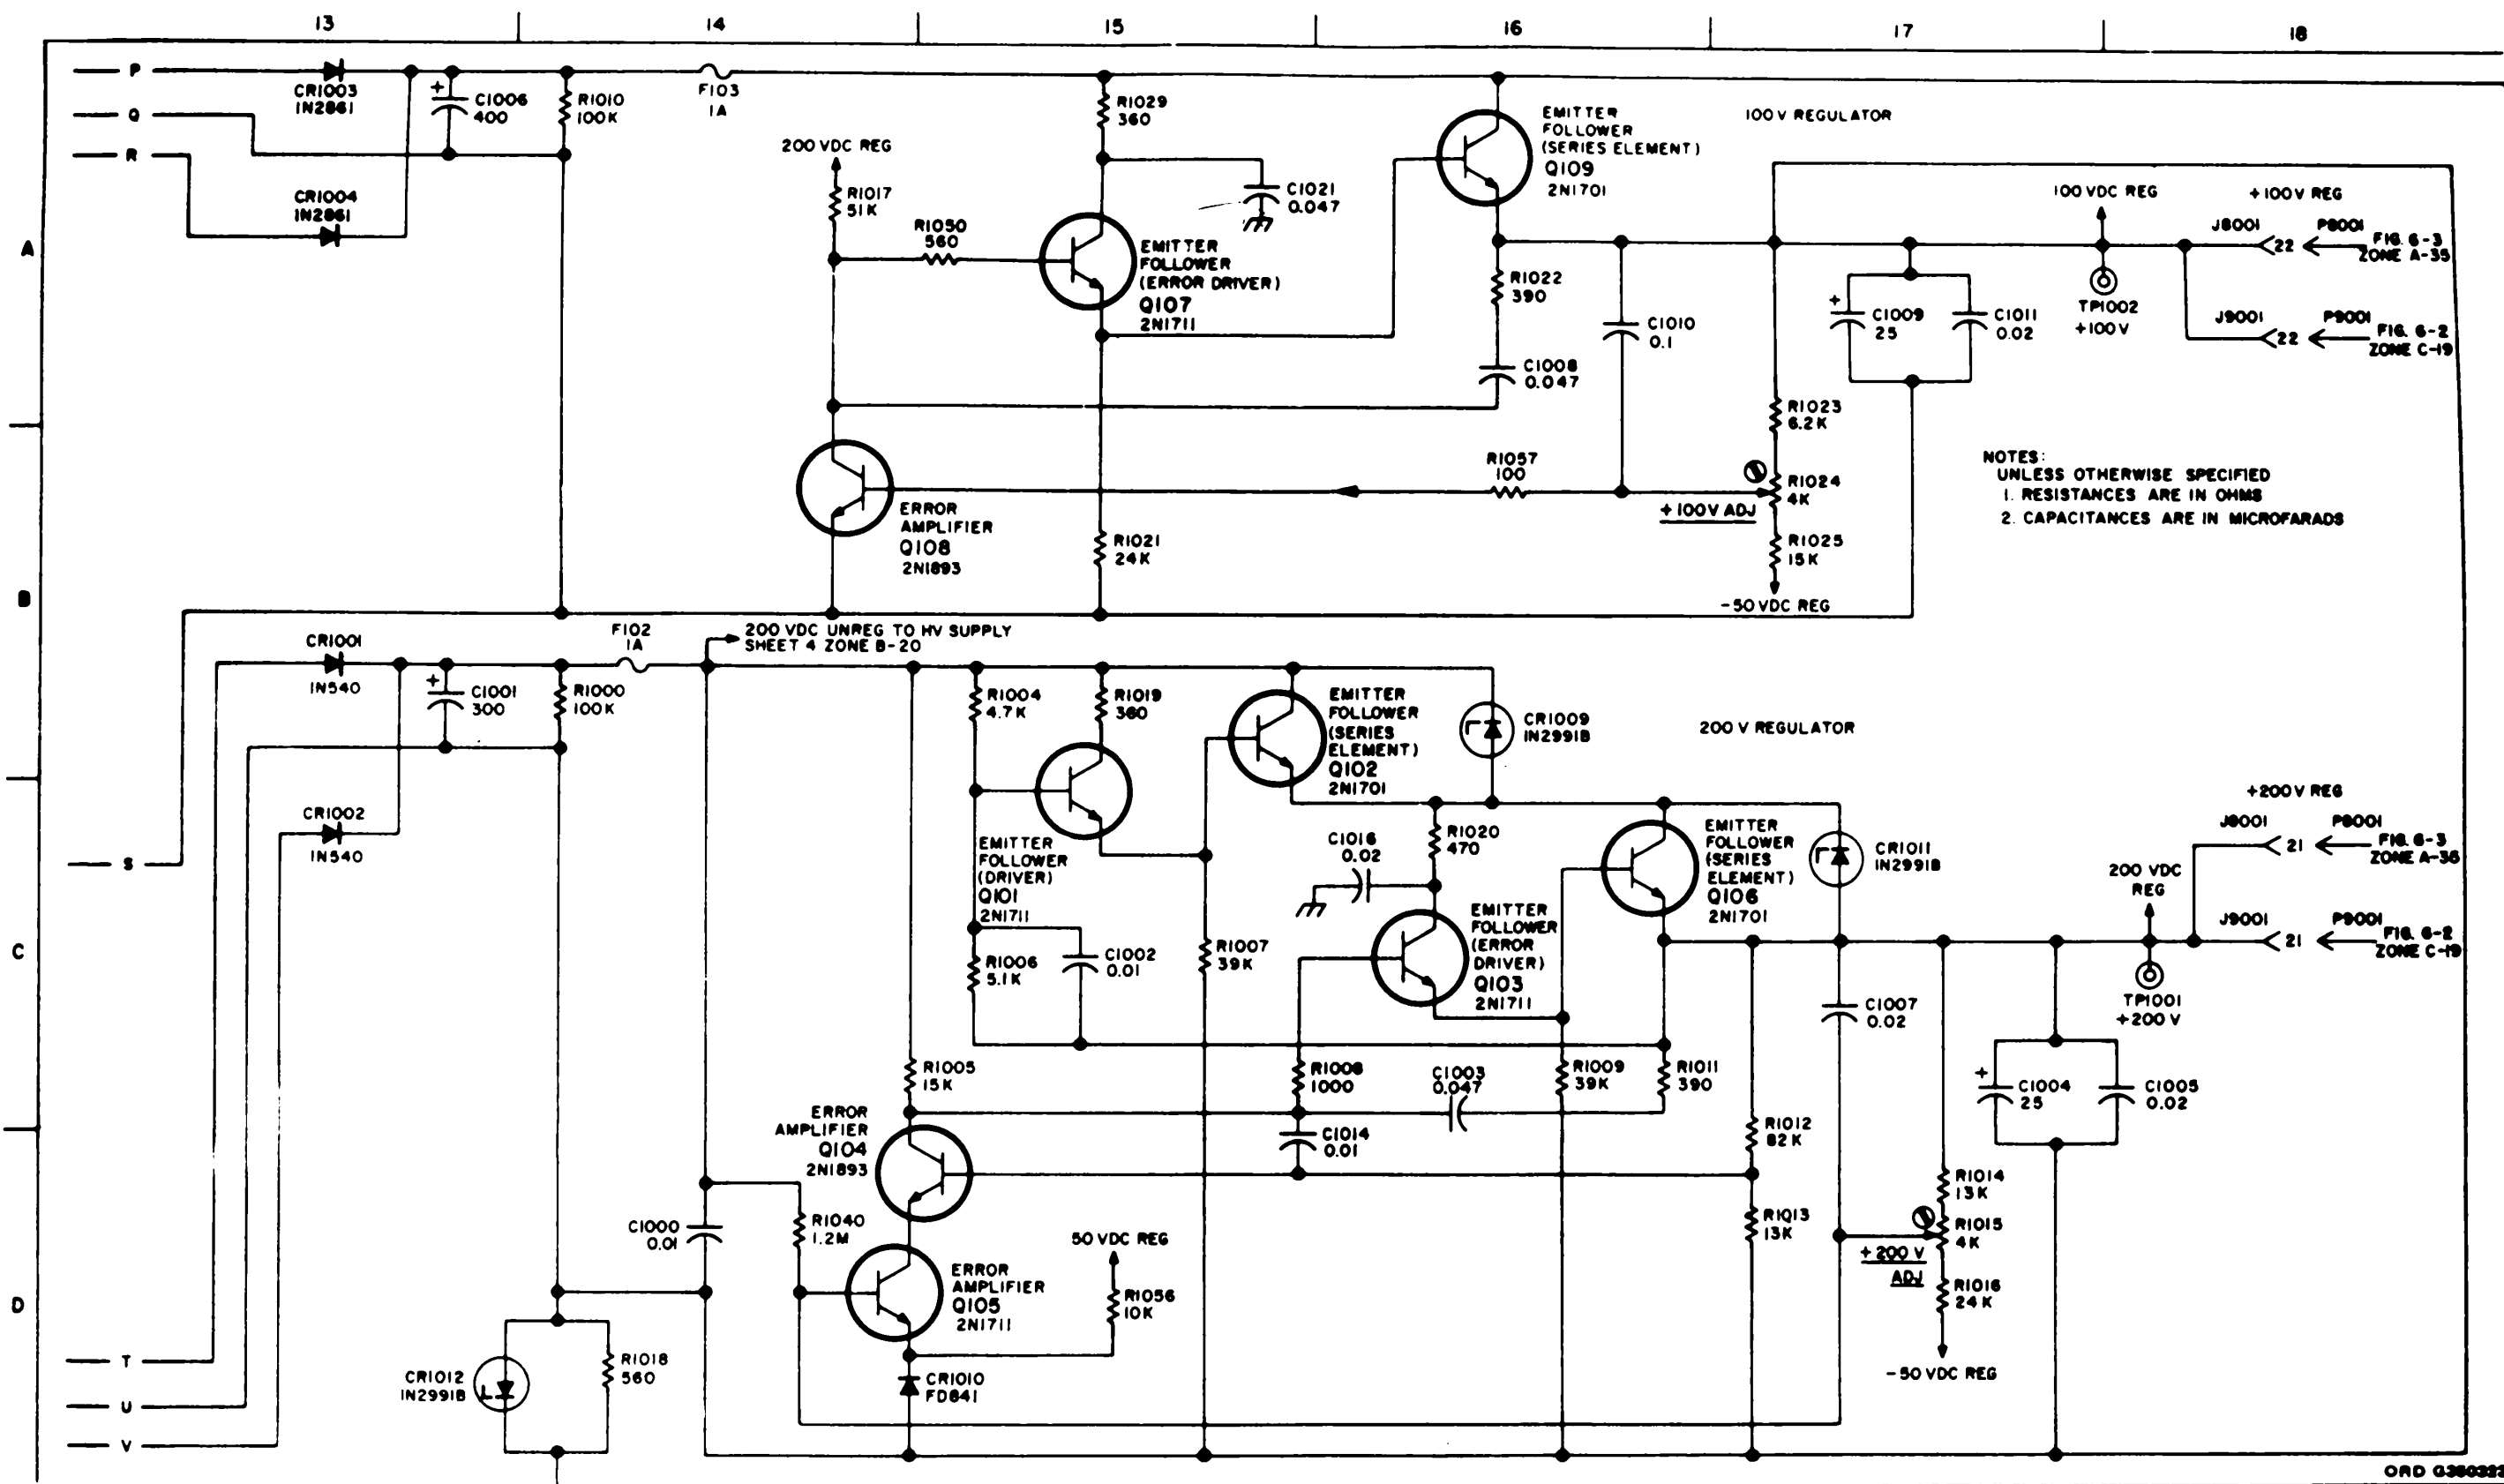 13
14
15
16
17
18
A
B
C
D
P
Q
R
S
T
U
V
CR1003
IN2861
CR1004
IN2861
C1006
400
R1010
100K
F103
1A
200 VDC REG
R1017
51K
R1050
560
R1029
360
C1021
0.047
EMITTER
FOLLOWER
(ERROR DRIVER)
Q107
2N1711
EMITTER
FOLLOWER
(SERIES ELEMENT)
Q109
2N1701
100V REGULATOR
R1022
390
C1008
0.047
C1010
0.1
C1009
25
C1011
0.02
100 VDC REG
TP1002
+100V
+100V REG
J8001
22
P8001
FIG. 6-3
ZONE A-35
J9001
22
P9001
FIG. 6-2
ZONE C-19
R1023
6.2K
R1024
4K
R1025
15K
-50 VDC REG
R1057
100
+100V ADJ
NOTES:
UNLESS OTHERWISE SPECIFIED
1. RESISTANCES ARE IN OHMS
2. CAPACITANCES ARE IN MICROFARADS
ERROR
AMPLIFIER
Q108
2N1893
R1021
24K
CR1001
IN540
CR1002
IN540
C1001
300
R1000
100K
F102
1A
200 VDC UNREG TO HV SUPPLY
SHEET 4 ZONE B-20
R1004
4.7K
R1019
360
EMITTER
FOLLOWER
(SERIES
ELEMENT)
Q102
2N1701
CR1009
IN2991B
200 V REGULATOR
EMITTER
FOLLOWER
(DRIVER)
Q101
2N1711
R1006
5.1K
C1002
0.01
R1007
39K
C1016
0.02
R1020
470
EMITTER
FOLLOWER
(ERROR
DRIVER)
Q103
2N1711
EMITTER
FOLLOWER
(SERIES
ELEMENT)
Q106
2N1701
CR1011
IN2991B
+200V REG
J8001
21
P8001
FIG. 6-3
ZONE A-36
200 VDC
REG
J9001
21
P9001
FIG. 6-2
ZONE C-19
TP1001
+200 V
C1007
0.02
R1005
15K
R1008
1000
C1003
0.047
R1009
39K
R1011
390
C1004
25
C1005
0.02
ERROR
AMPLIFIER
Q104
2N1893
C1014
0.01
R1012
82K
R1013
13K
R1014
13K
R1015
4K
R1016
24K
+200 V
ADJ
-50 VDC REG
C1000
0.01
R1040
1.2M
50 VDC REG
R1056
10K
ERROR
AMPLIFIER
Q105
2N1711
CR1010
FD841
CR1012
IN2991B
R1018
560